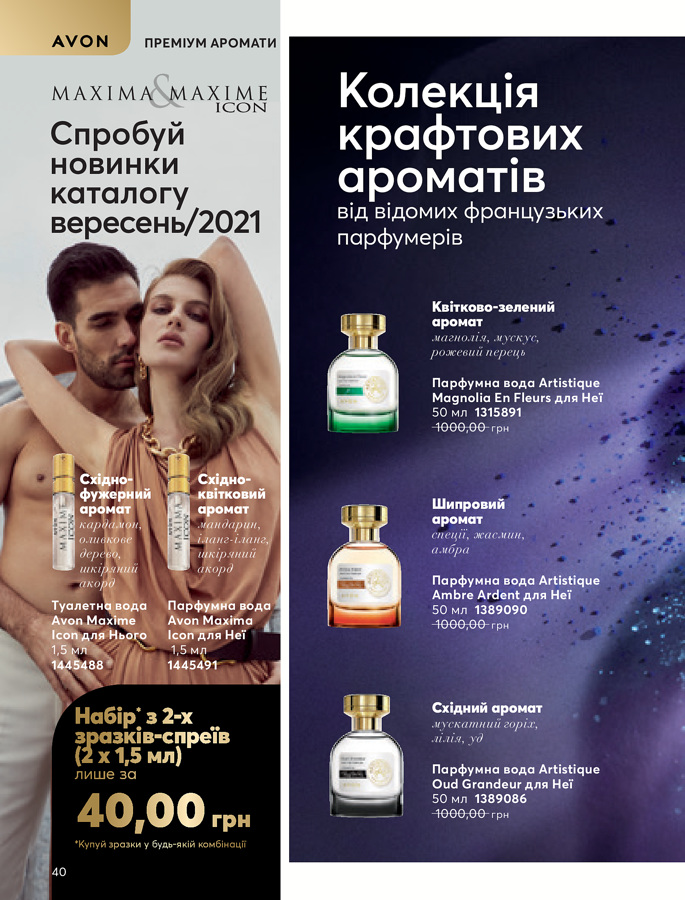 AVON
ПРЕМІУМ АРОМАТИ
MAXIMA & MAXIME
ICON
Спробуй
новинки
каталогу
вересень/2021
Східно-
фужерний
аромат
кардамон,
оливкове
дерево,
шкіряний
акорд
Туалетна вода
Avon Maxime
Icon для Нього
1,5 мл
1445488
Східно-
квітковий
аромат
мандарин,
іланг-іланг,
шкіряний
акорд
Парфумна вода
Avon Maxima
Icon для Неї
1,5 мл
1445491
MAXIME
ICON
MAXIME
ICON
Набір* з 2-х
зразків-спреїв
(2 х 1,5 мл)
лише за
40,00 грн
*Купуй зразки у будь-якій комбінації
40
Колекція
крафтових
ароматів
від відомих французьких
парфумерів
Квітково-зелений
аромат
магнолія, мускус,
рожевий перець
Парфумна вода Artistique
Magnolia En Fleurs для Неї
50 мл 1315891
1000,00 грн
Шипровий
аромат
спеції, жасмин,
амбра
Парфумна вода Artistique
Ambre Ardent для Неї
50 мл 1389090
1000,00 грн
Східний аромат
мускатний горіх,
лілія, уд
Парфумна вода Artistique
Oud Grandeur для Неї
50 мл 1389086
1000,00 грн